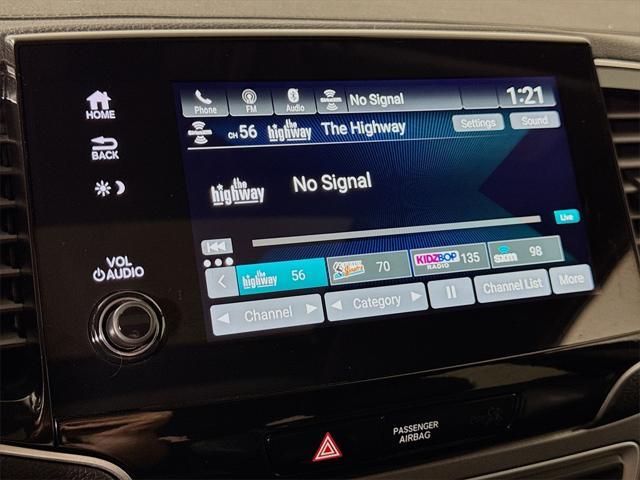 Phone FM Audio No Signal 1:21
HOME
CH 56 the highway The Highway Settings Sound
BACK
the highway No Signal
Live
VOL
AUDIO
the highway 56 70 KIDZBOP RADIO 135 sxm 98
Channel Category Channel List More
PASSENGER
AIRBAG